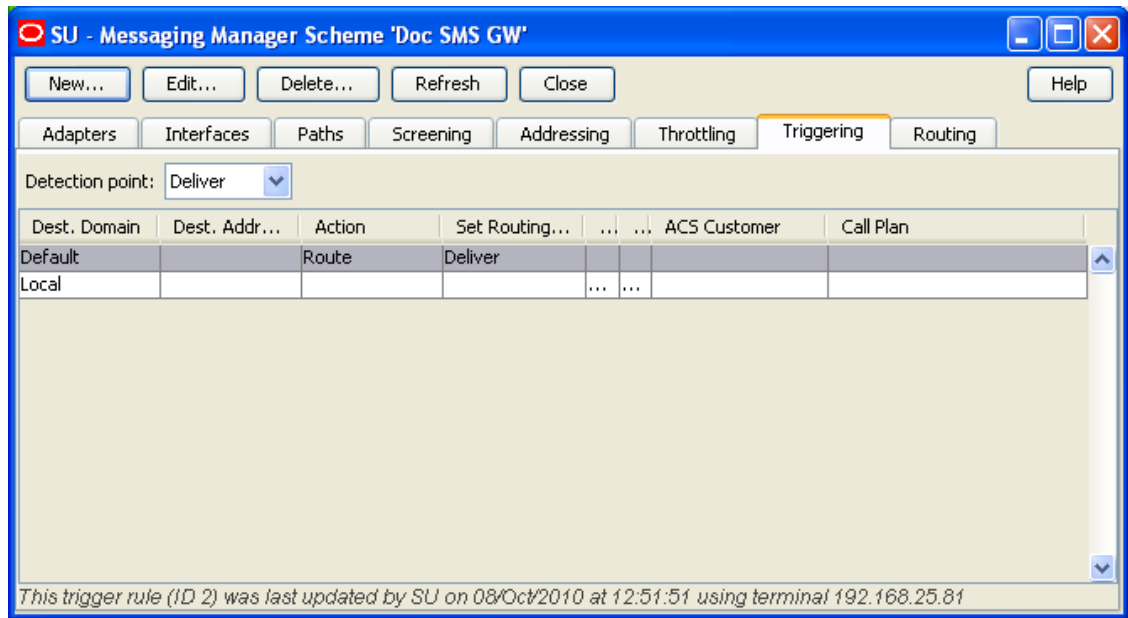 SU - Messaging Manager Scheme 'Doc SMS GW'
New... Edit... Delete... Refresh Close Help
Adapters Interfaces Paths Screening Addressing Throttling Triggering Routing
Detection point: Deliver
Dest. Domain Dest. Addr... Action Set Routing... ... ... ACS Customer Call Plan
Default Route Deliver
Local ... ...
This trigger rule (ID 2) was last updated by SU on 08/Oct/2010 at 12:51:51 using terminal 192.168.25.81